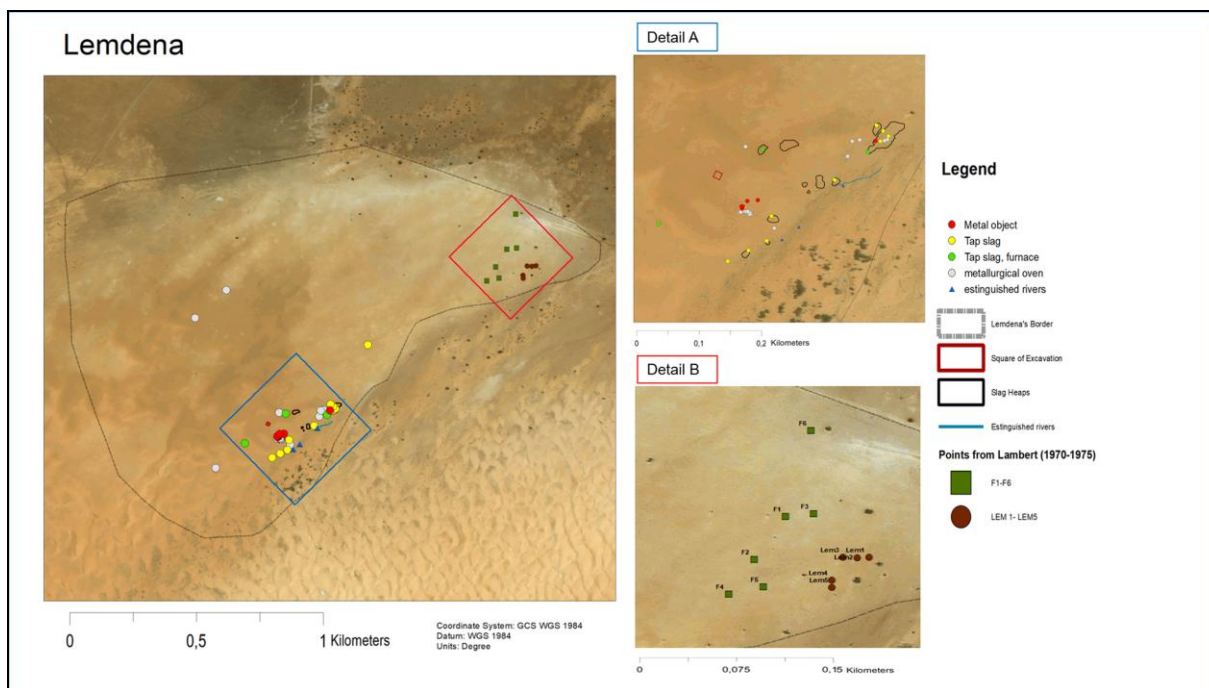 Lemdena
0
0,5
1 Kilometers
Coordinate System: GCS WGS 1984
Datum: WGS 1984
Units: Degree
Detail A
0
0,1
0,2
Kilometers
Detail B
F6
F1
F3
F2
Lem3
Lem1
Lem2
Lem4
Lem5
F5
F4
0
0,075
0,15 Kilometers
Legend
Metal object
Tap slag
Tap slag, furnace
metallurgical oven
estinguished rivers
Lemdena's Border
Square of Excavation
Slag Heaps
Estinguished rivers
Points from Lambert (1970-1975)
F1-F6
LEM 1- LEM5